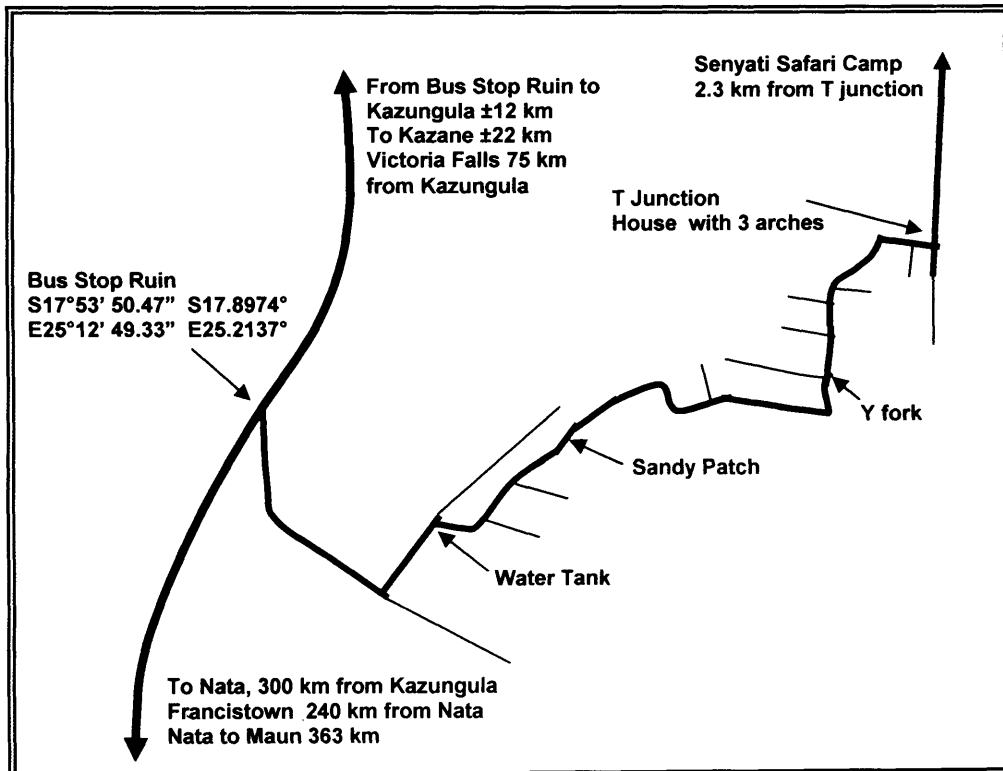 From Bus Stop Ruin to
Kazungula ±12 km
To Kazane ±22 km
Victoria Falls 75 km
from Kazungula
Senyati Safari Camp
2.3 km from T junction
T Junction
House with 3 arches
Bus Stop Ruin
S17°53' 50.47” S17.8974°
E25°12' 49.33” E25.2137°
Y fork
Sandy Patch
Water Tank
To Nata, 300 km from Kazungula
Francistown 240 km from Nata
Nata to Maun 363 km